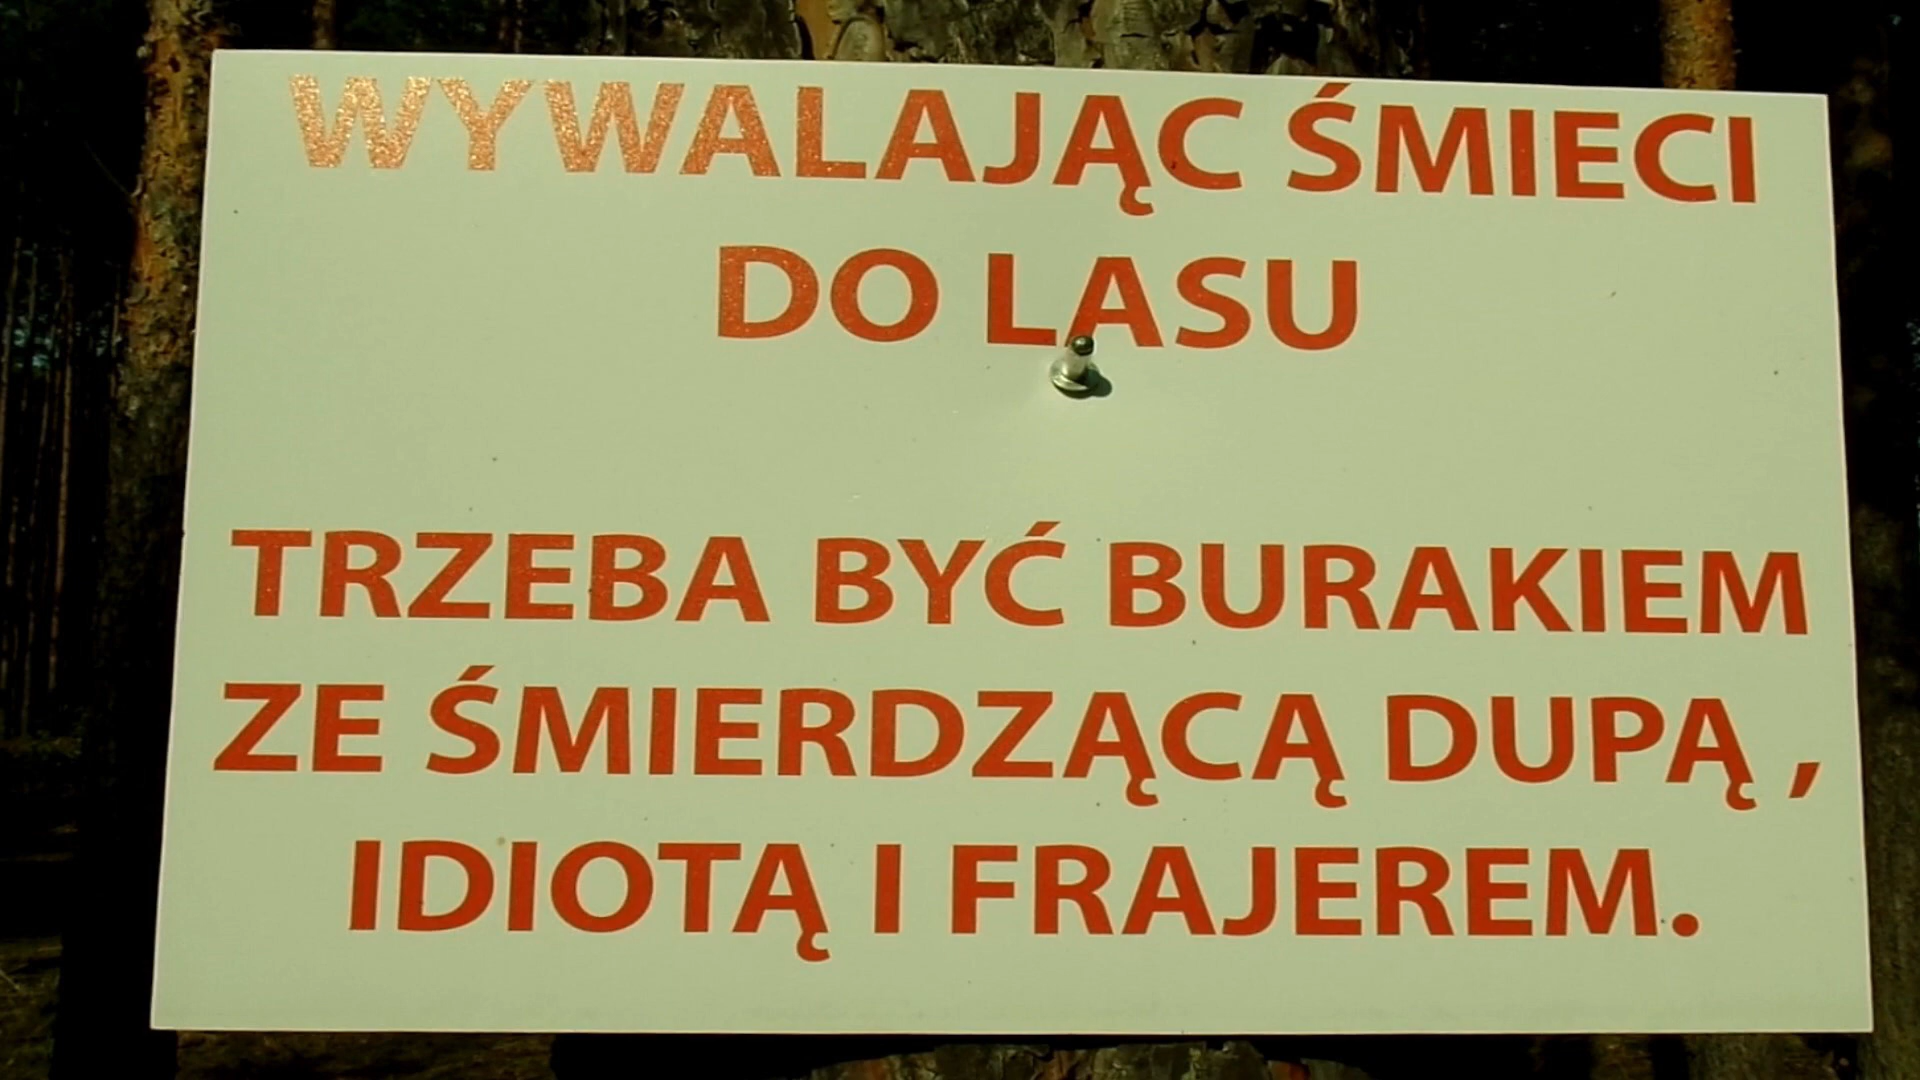 WYWALAJĄC ŚMIECI
DO LASU
TRZEBA BYĆ BURAKIEM
ZE ŚMIERDZĄCĄ DUPĄ ,
IDIOTĄ I FRAJEREM.